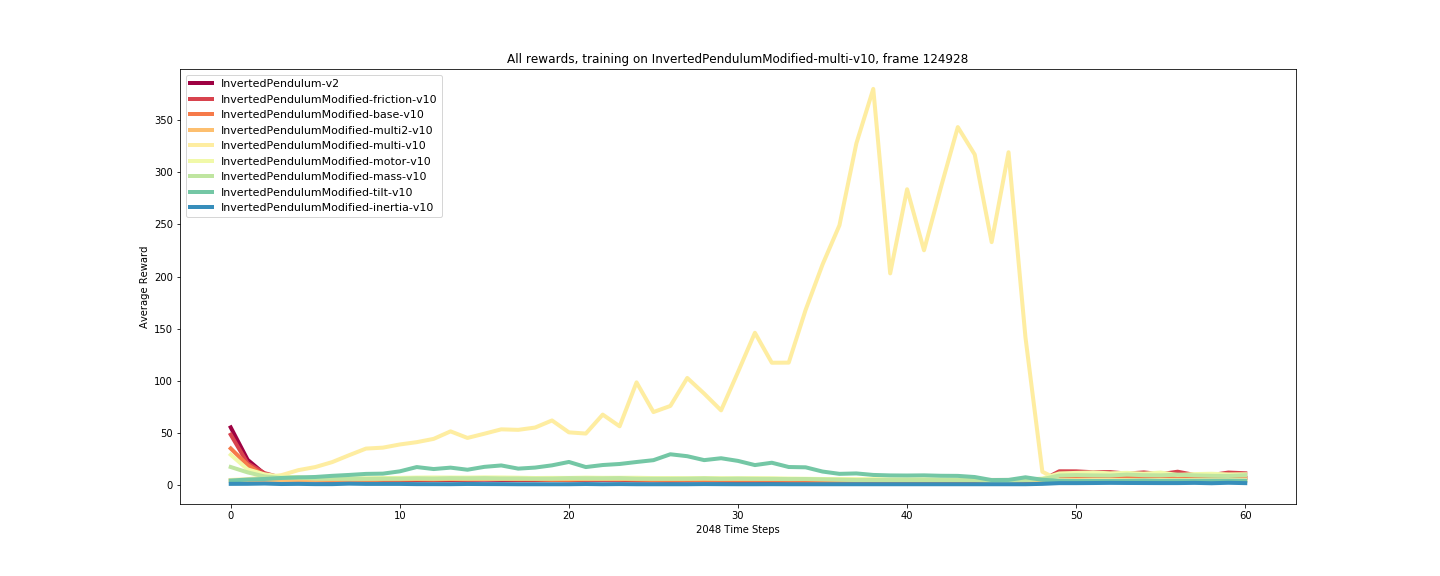 All rewards, training on InvertedPendulumModified-multi-v10, frame 124928
InvertedPendulum-v2
InvertedPendulumModified-friction-v10
InvertedPendulumModified-base-v10
InvertedPendulumModified-multi2-v10
InvertedPendulumModified-multi-v10
InvertedPendulumModified-motor-v10
InvertedPendulumModified-mass-v10
InvertedPendulumModified-tilt-v10
InvertedPendulumModified-inertia-v10
Average Reward
350
300
250
200
150
100
50
0
0 10 20 30 40 50 60
2048 Time Steps